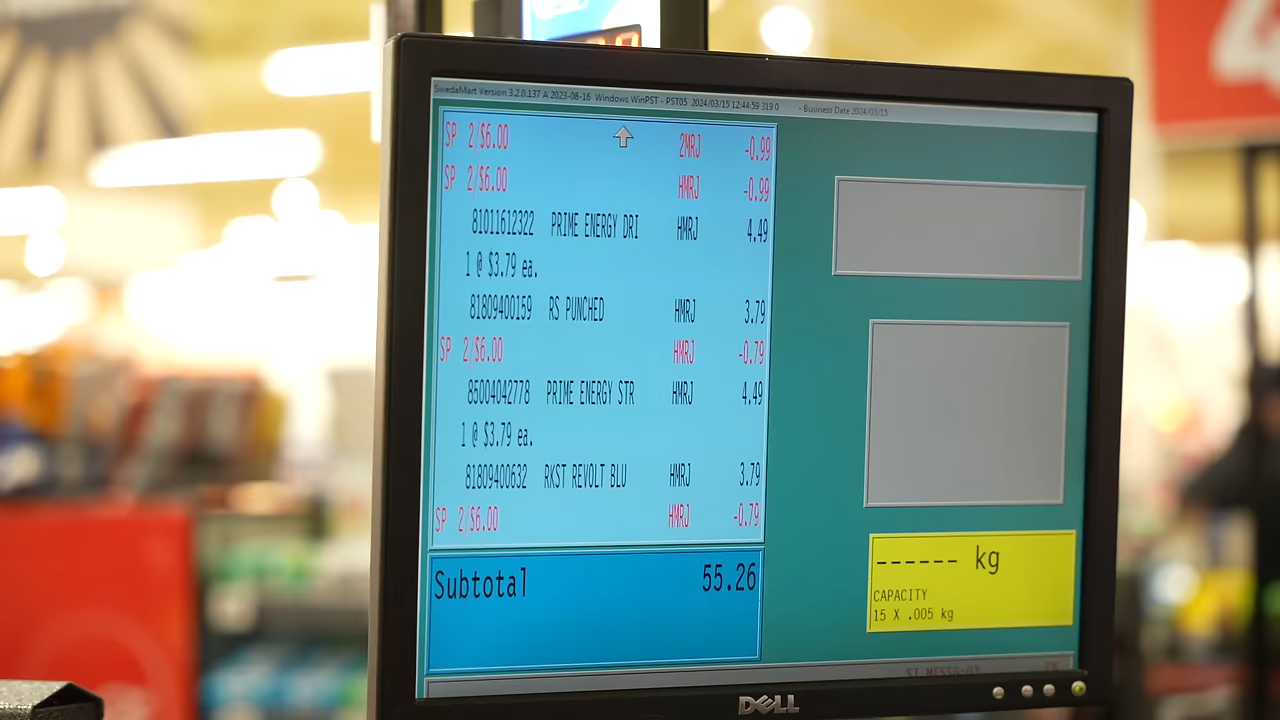 SwedaMart Version 3.2.0.137 A 2023-08-16 Windows WinPST - PST05 2024/03/15 12:44:59 319 0 - Business Date 2024/03/15
SP 2/$6.00 2MRJ -0.99
SP 2/$6.00 HMRJ -0.99
81011612322 PRIME ENERGY DRI HMRJ 4.49
1 @ $3.79 ea.
81809400159 RS PUNCHED HMRJ 3.79
SP 2/$6.00 HMRJ -0.79
85004042778 PRIME ENERGY STR HMRJ 4.49
1 @ $3.79 ea.
81809400632 RKST REVOLT BLU HMRJ 3.79
SP 2/$6.00 HMRJ -0.79
Subtotal 55.26
------ kg
CAPACITY
15 X .005 kg
DELL